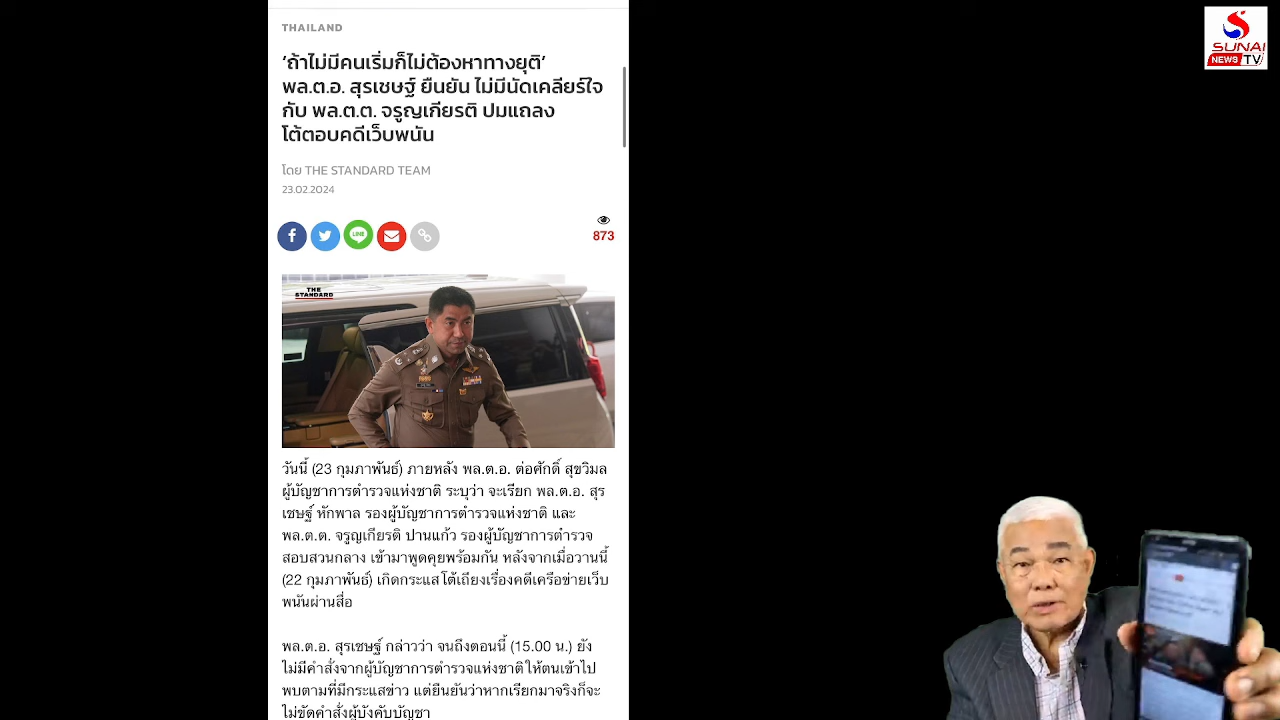 THAILAND
SUNAI
NEWS TV
‘ถ้าไม่มีคนเริ่มก็ไม่ต้องหาทางยุติ’
พล.ต.อ. สุรเชษฐ์ ยืนยัน ไม่มีนัดเคลียร์ใจ
กับ พล.ต.ต. จรูญเกียรติ ปมแถลง
โต้ตอบคดีเว็บพนัน
โดย THE STANDARD TEAM
23.02.2024
LINE
873
THE
STANDARD
วันนี้ (23 กุมภาพันธ์) ภายหลัง พล.ต.อ. ต่อศักดิ์ สุขวิมล
ผู้บัญชาการตำรวจแห่งชาติ ระบุว่า จะเรียก พล.ต.อ. สุร
เชษฐ์ หักพาล รองผู้บัญชาการตำรวจแห่งชาติ และ
พล.ต.ต. จรูญเกียรติ ปานแก้ว รองผู้บัญชาการตำรวจ
สอบสวนกลาง เข้ามาพูดคุยพร้อมกัน หลังจากเมื่อวานนี้
(22 กุมภาพันธ์) เกิดกระแสโต้เถียงเรื่องคดีเครือข่ายเว็บ
พนันผ่านสื่อ
พล.ต.อ. สุรเชษฐ์ กล่าวว่า จนถึงตอนนี้ (15.00 น.) ยัง
ไม่มีคำสั่งจากผู้บัญชาการตำรวจแห่งชาติให้ตนเข้าไป
พบตามที่มีกระแสข่าว แต่ยืนยันว่าหากเรียกมาจริงก็จะ
ไม่ขัดคำสั่งผู้บังคับบัญชา